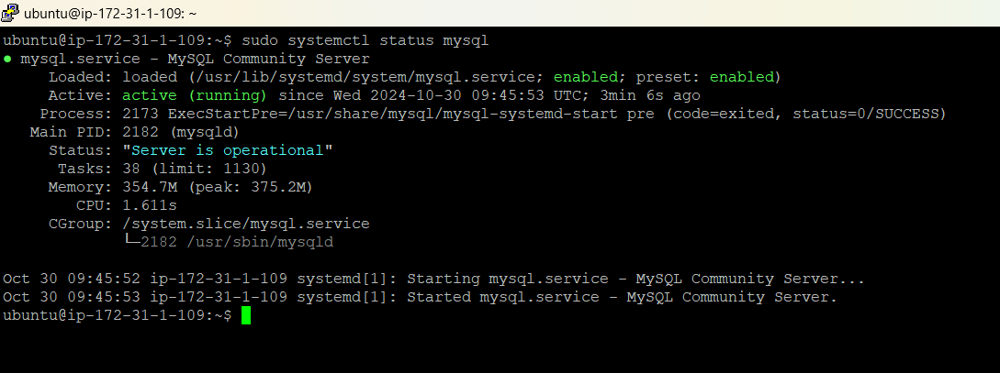 ubuntu@ip-172-31-1-109: ~
ubuntu@ip-172-31-1-109:~$ sudo systemctl status mysql
● mysql.service - MySQL Community Server
     Loaded: loaded (/usr/lib/systemd/system/mysql.service; enabled; preset: enabled)
     Active: active (running) since Wed 2024-10-30 09:45:53 UTC; 3min 6s ago
    Process: 2173 ExecStartPre=/usr/share/mysql/mysql-systemd-start pre (code=exited, status=0/SUCCESS)
   Main PID: 2182 (mysqld)
     Status: "Server is operational"
      Tasks: 38 (limit: 1130)
     Memory: 354.7M (peak: 375.2M)
        CPU: 1.611s
     CGroup: /system.slice/mysql.service
             └─2182 /usr/sbin/mysqld
Oct 30 09:45:52 ip-172-31-1-109 systemd[1]: Starting mysql.service - MySQL Community Server...
Oct 30 09:45:53 ip-172-31-1-109 systemd[1]: Started mysql.service - MySQL Community Server.
ubuntu@ip-172-31-1-109:~$